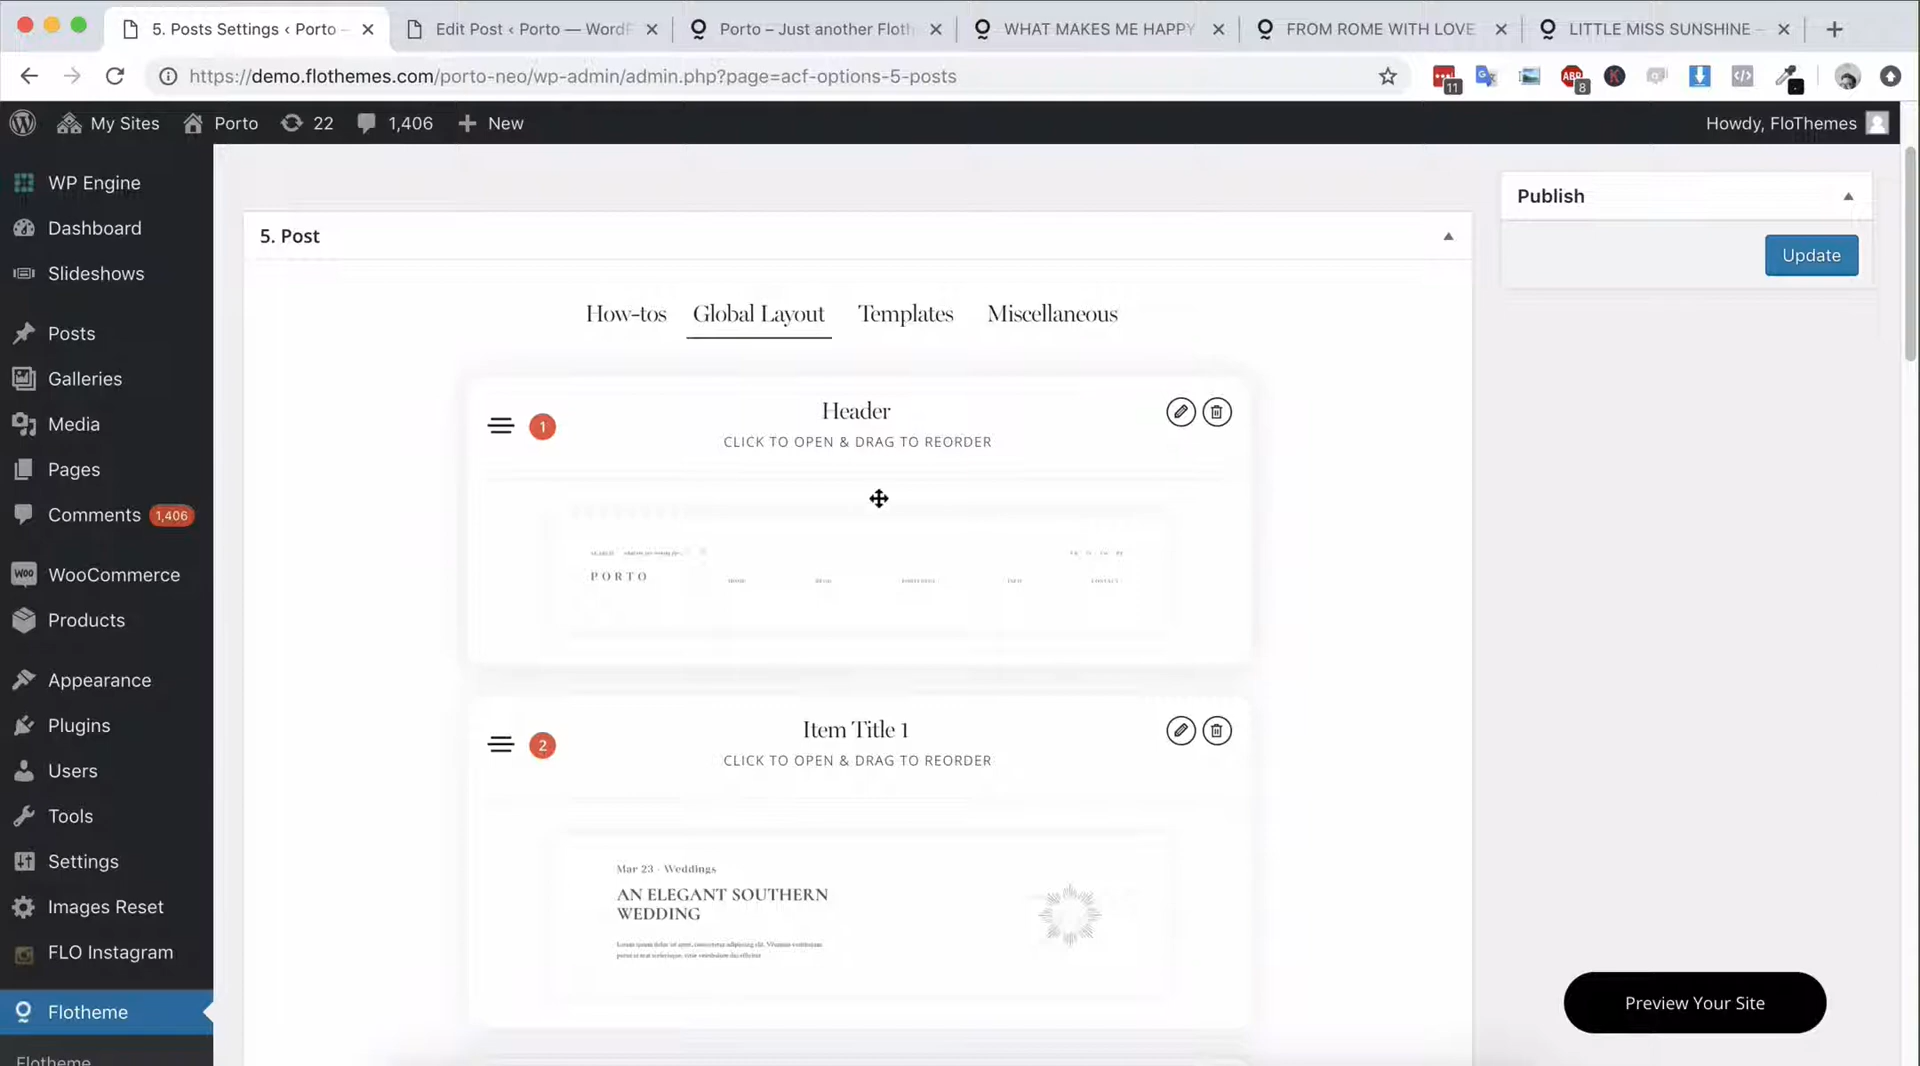 5. Posts Settings ‹ Porto –
Edit Post ‹ Porto — WordF
Porto – Just another Floth
WHAT MAKES ME HAPPY
FROM ROME WITH LOVE
LITTLE MISS SUNSHINE –
https://demo.flothemes.com/porto-neo/wp-admin/admin.php?page=acf-options-5-posts
11
ABP
8
K
My Sites
Porto
22
1,406
New
Howdy, FloThemes
WP Engine
Dashboard
Slideshows
Posts
Galleries
Media
Pages
Comments 1,406
WooCommerce
Products
Appearance
Plugins
Users
Tools
Settings
Images Reset
FLO Instagram
Flotheme
Flotheme
5. Post
How-tos
Global Layout
Templates
Miscellaneous
1
Header
CLICK TO OPEN & DRAG TO REORDER
PORTO
2
Item Title 1
CLICK TO OPEN & DRAG TO REORDER
Mar 23 - Weddings
AN ELEGANT SOUTHERN
WEDDING
Publish
Update
Preview Your Site